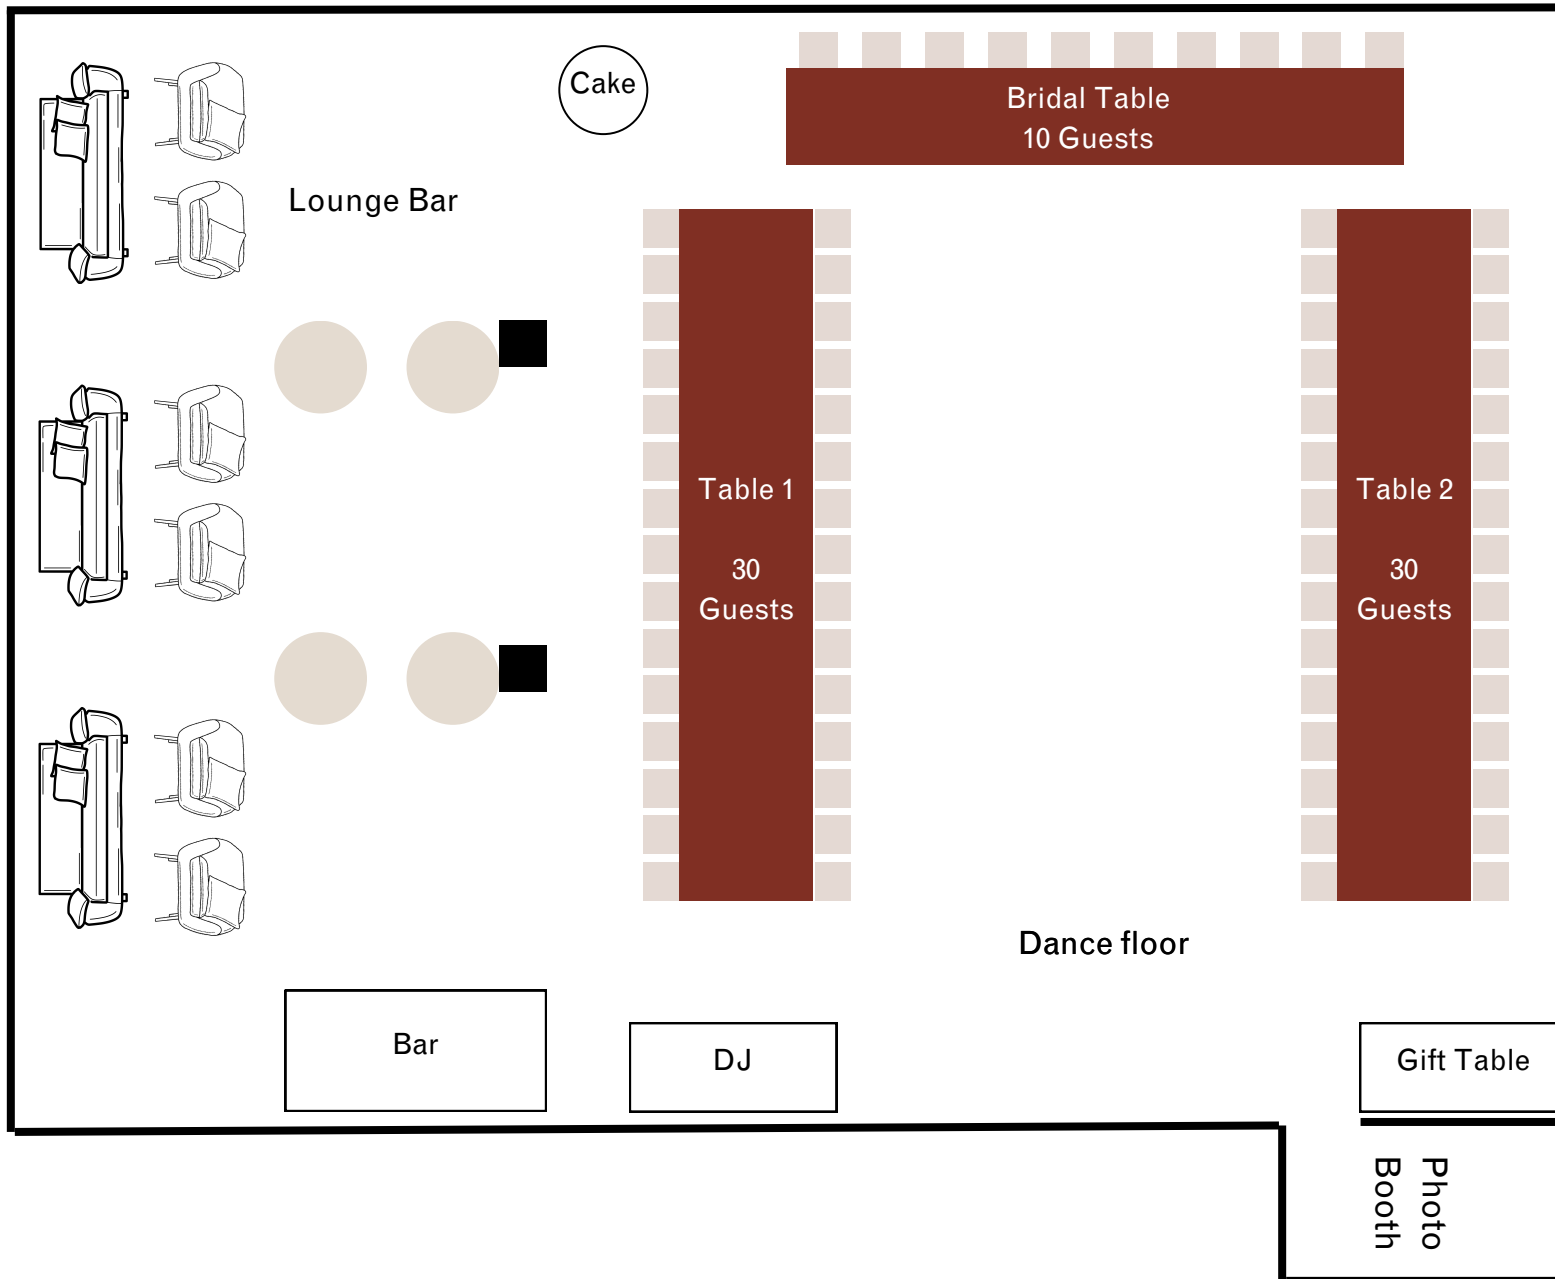 Cake
Bridal Table
10 Guests
Lounge Bar
Table 1
30
Guests
Table 2
30
Guests
Dance floor
Bar
DJ
Gift Table
Photo
Booth